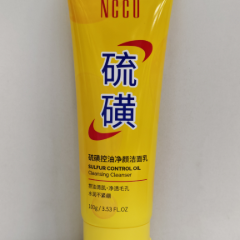 NCCU
硫
磺
硫磺控油净颜洁面乳
SULFUR CONTROL OIL
Cleansing Cleanser
100g / 3.53 FL.OZ